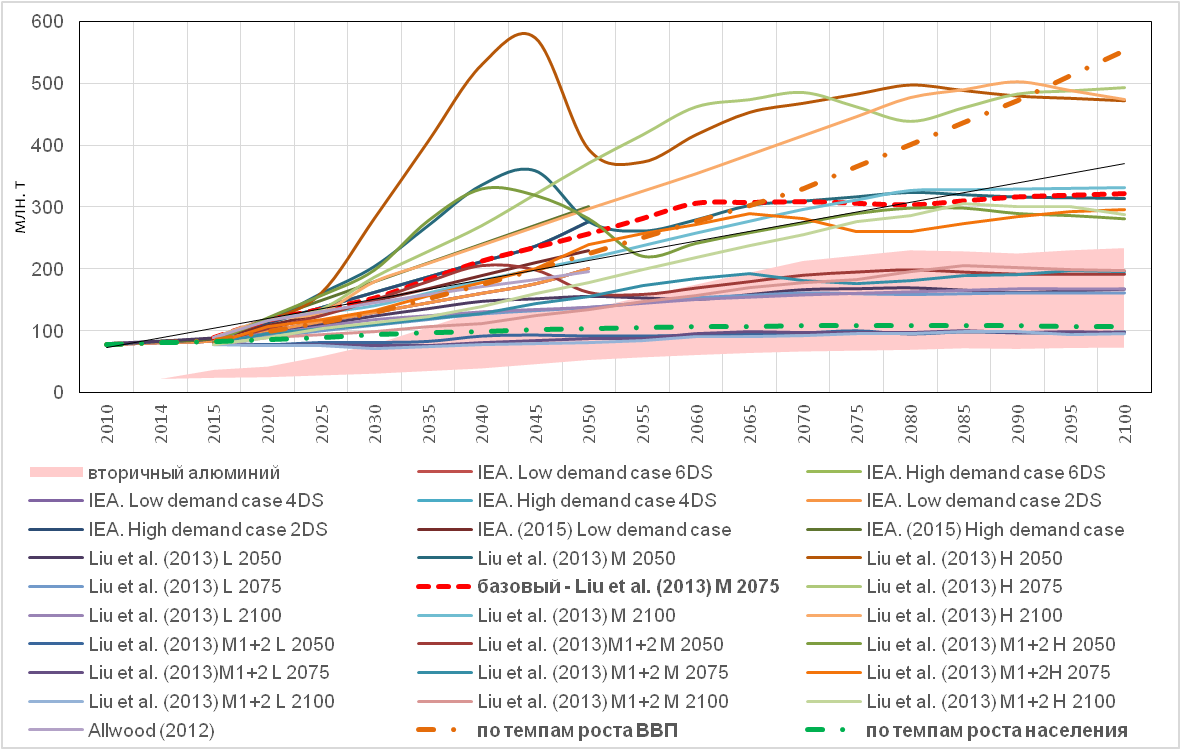 600
500
400
300
200
100
0
млн. т
2010
2014
2015
2020
2025
2030
2035
2040
2045
2050
2055
2060
2065
2070
2075
2080
2085
2090
2095
2100
вторичный алюминий
IEA. Low demand case 6DS
IEA. High demand case 6DS
IEA. Low demand case 4DS
IEA. High demand case 4DS
IEA. Low demand case 2DS
IEA. High demand case 2DS
IEA. (2015) Low demand case
IEA. (2015) High demand case
Liu et al. (2013) L 2050
Liu et al. (2013) M 2050
Liu et al. (2013) H 2050
Liu et al. (2013) L 2075
базовый - Liu et al. (2013) M 2075
Liu et al. (2013) H 2075
Liu et al. (2013) L 2100
Liu et al. (2013) M 2100
Liu et al. (2013) H 2100
Liu et al. (2013) M1+2 L 2050
Liu et al. (2013)M1+2 M 2050
Liu et al. (2013) M1+2 H 2050
Liu et al. (2013)M1+2 L 2075
Liu et al. (2013) M1+2 M 2075
Liu et al. (2013) M1+2H 2075
Liu et al. (2013) M1+2 L 2100
Liu et al. (2013) M1+2 M 2100
Liu et al. (2013) M1+2 H 2100
Allwood (2012)
по темпам роста ВВП
по темпам роста населения